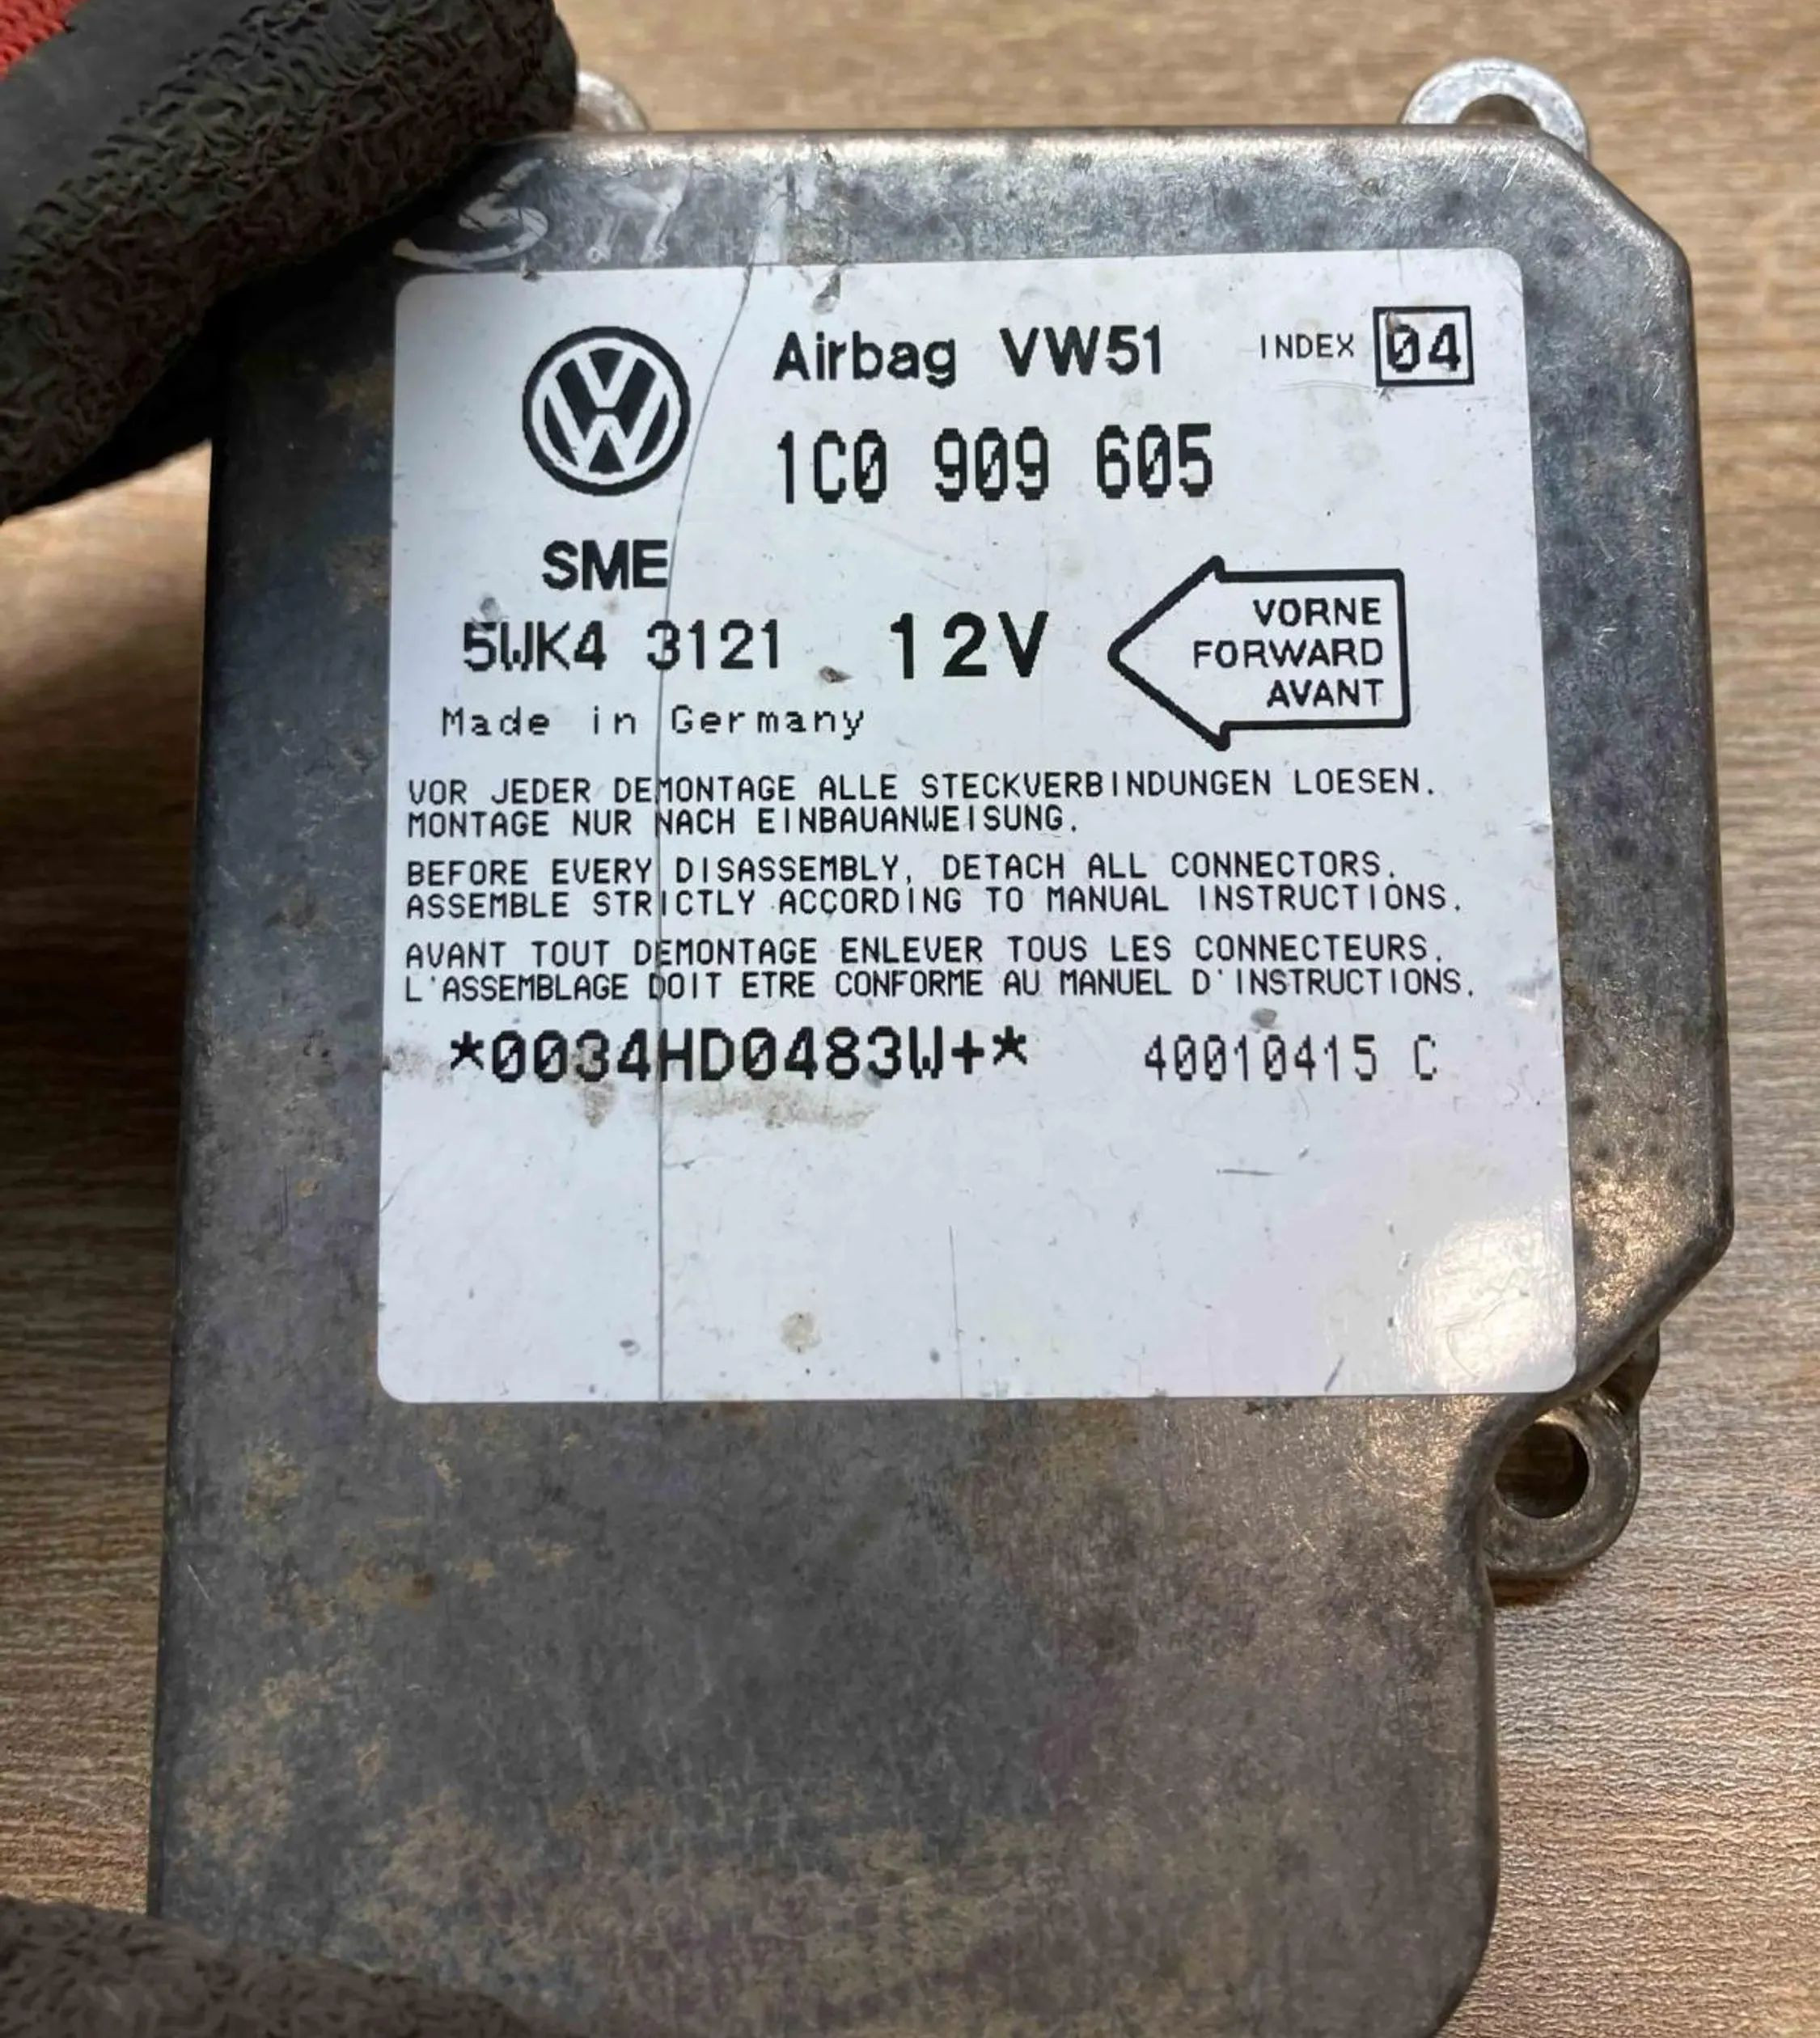 Airbag VW51 INDEX 04
1C0 909 605
SME
5WK4 3121 12V
VORNE
FORWARD
AVANT
Made in Germany
VOR JEDER DEMONTAGE ALLE STECKVERBINDUNGEN LOESEN.
MONTAGE NUR NACH EINBAUANWEISUNG.
BEFORE EVERY DISASSEMBLY, DETACH ALL CONNECTORS.
ASSEMBLE STRICTLY ACCORDING TO MANUAL INSTRUCTIONS.
AVANT TOUT DEMONTAGE ENLEVER TOUS LES CONNECTEURS.
L'ASSEMBLAGE DOIT ETRE CONFORME AU MANUEL D'INSTRUCTIONS.
*0034HD0483W+* 40010415 C